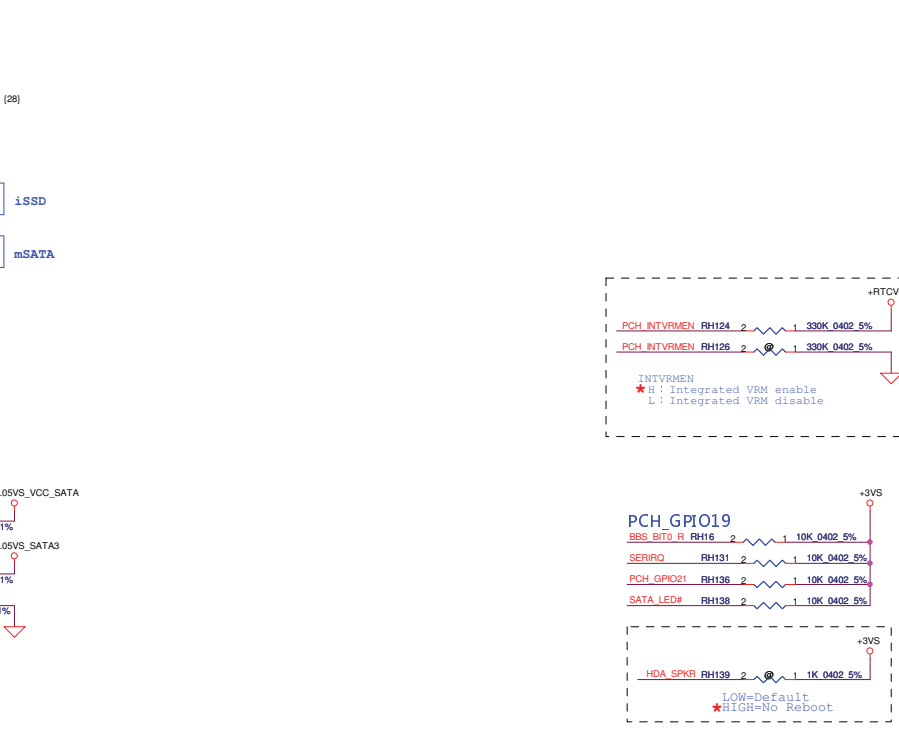 {28}
iSSD
mSATA
+RTCV
PCH_INTVRMEN RH124 2 1 330K_0402_5%
PCH_INTVRMEN RH126 2 @ 1 330K_0402_5%
INTVRMEN
*H:Integrated VRM enable
L:Integrated VRM disable
.05VS_VCC_SATA
1%
.05VS_SATA3
1%
%
+3VS
PCH_GPIO19
BBS_BIT0_R RH16 2 1 10K_0402_5%
SERIRQ RH131 2 1 10K_0402_5%
PCH_GPIO21 RH136 2 1 10K_0402_5%
SATA_LED# RH138 2 1 10K_0402_5%
+3VS
HDA_SPKR RH139 2 @ 1 1K_0402_5%
LOW=Default
*HIGH=No Reboot